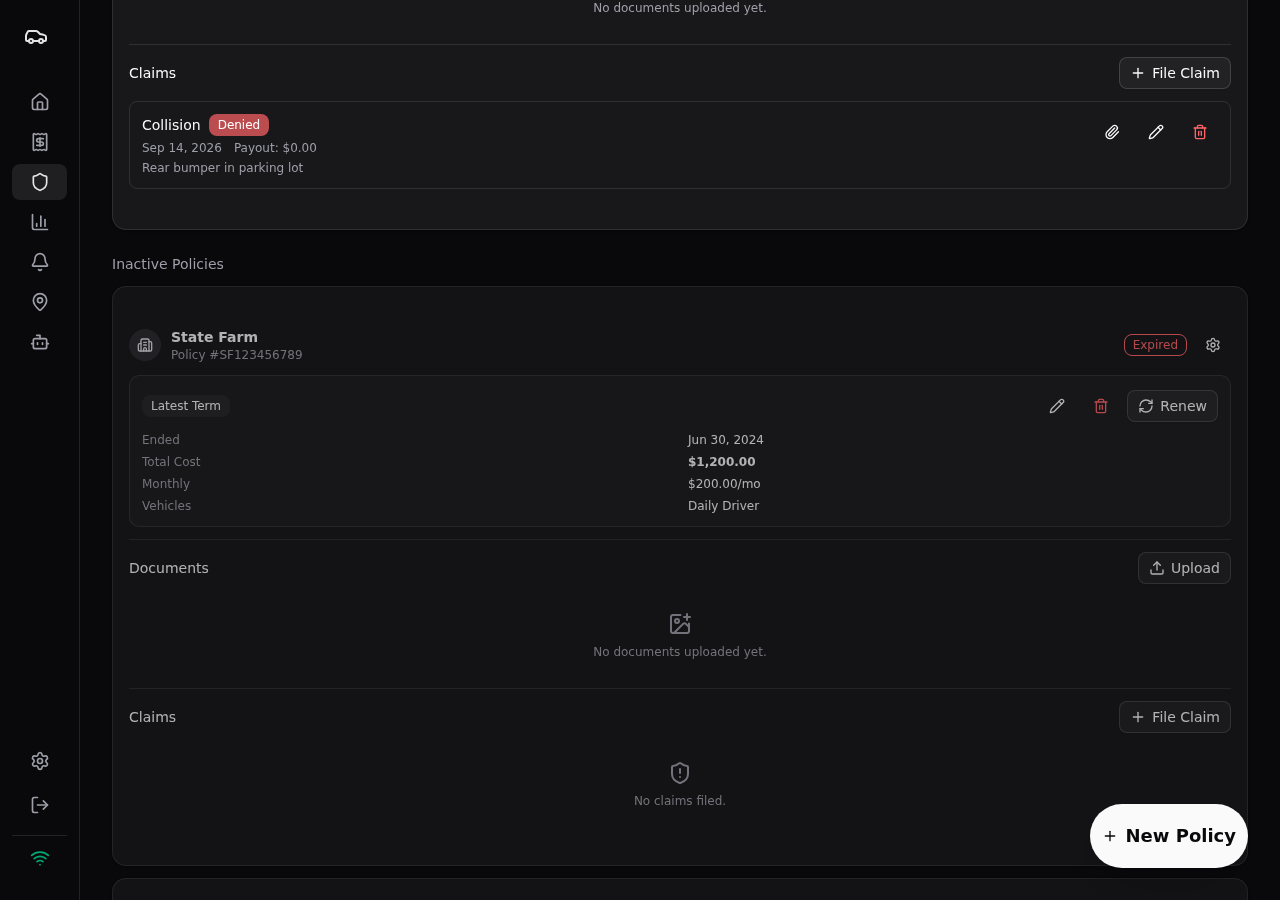 No documents uploaded yet.
Claims
File Claim
Collision Denied
Sep 14, 2026 Payout: $0.00
Rear bumper in parking lot
Inactive Policies
State Farm
Policy #SF123456789
Expired
Latest Term
Renew
Ended Jun 30, 2024
Total Cost $1,200.00
Monthly $200.00/mo
Vehicles Daily Driver
Documents
Upload
No documents uploaded yet.
Claims
File Claim
No claims filed.
New Policy